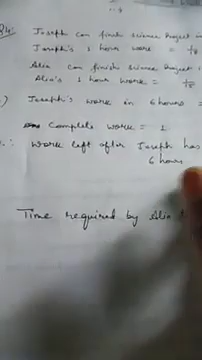 Joseph can finish science project in
Joseph's 1 hour work =
Alia can finish science project
Alia's 1 hour work =
Joseph's work in 6 hours =
Complete work = 1
Work left after Joseph has
6 hours
Time required by Alia